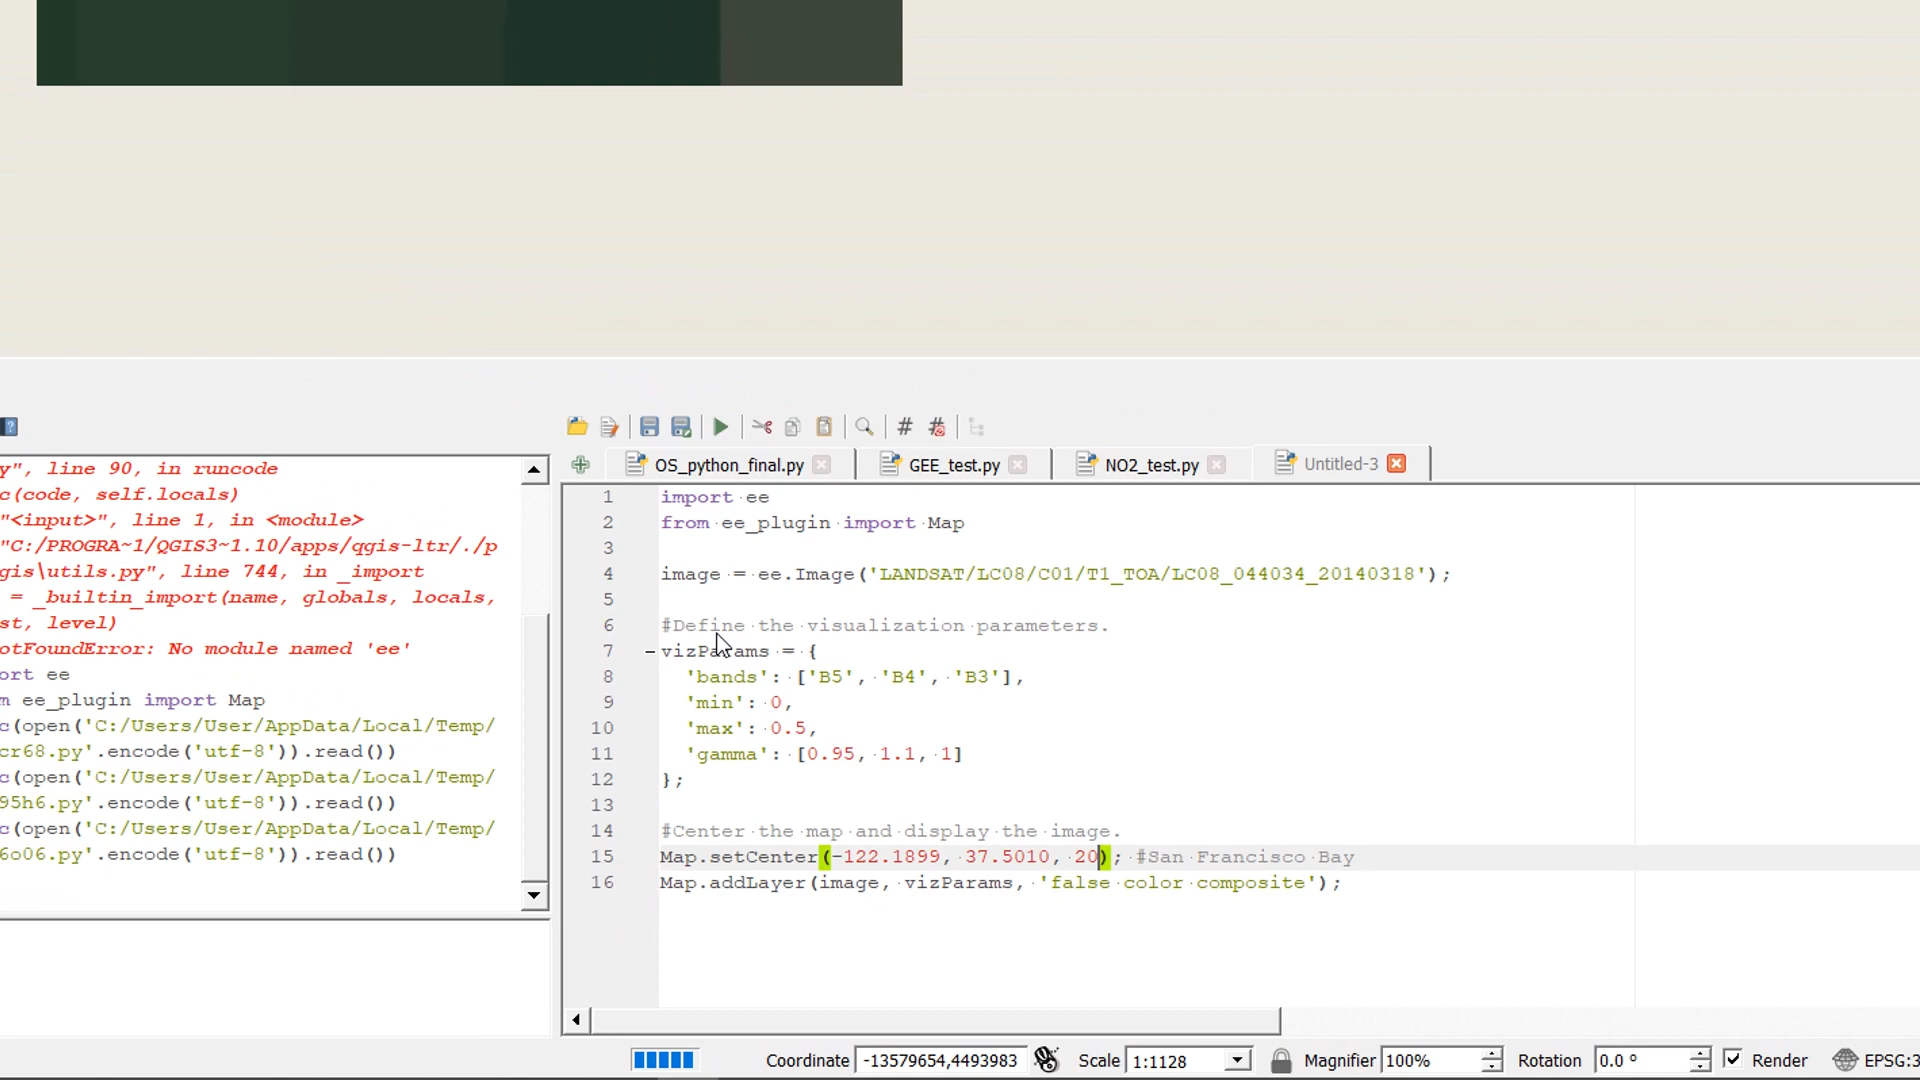 OS_python_final.py GEE_test.py NO2_test.py Untitled-3
y", line 90, in runcode
c(code, self.locals)
"<input>", line 1, in <module>
"C:/PROGRA~1/QGIS3~1.10/apps/qgis-ltr/./p
gis\utils.py", line 744, in _import
= _builtin_import(name, globals, locals,
st, level)
otFoundError: No module named 'ee'
ort ee
m ee_plugin import Map
c(open('C:/Users/User/AppData/Local/Temp/
cr68.py'.encode('utf-8')).read())
c(open('C:/Users/User/AppData/Local/Temp/
95h6.py'.encode('utf-8')).read())
c(open('C:/Users/User/AppData/Local/Temp/
6o06.py'.encode('utf-8')).read())
1 import ee
2 from ee_plugin import Map
3
4 image = ee.Image('LANDSAT/LC08/C01/T1_TOA/LC08_044034_20140318');
5
6 #Define the visualization parameters.
7 vizParams = {
8 'bands': ['B5', 'B4', 'B3'],
9 'min': 0,
10 'max': 0.5,
11 'gamma': [0.95, 1.1, 1]
12 };
13
14 #Center the map and display the image.
15 Map.setCenter(-122.1899, 37.5010, 20); #San Francisco Bay
16 Map.addLayer(image, vizParams, 'false color composite');
Coordinate -13579654,4493983 Scale 1:1128 Magnifier 100% Rotation 0.0 ° Render EPSG:3